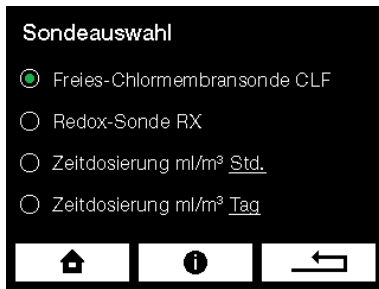 Sondeauswahl
Freies-Chlormembransonde CLF
Redox-Sonde RX
Zeitdosierung ml/m³ Std.
Zeitdosierung ml/m³ Tag